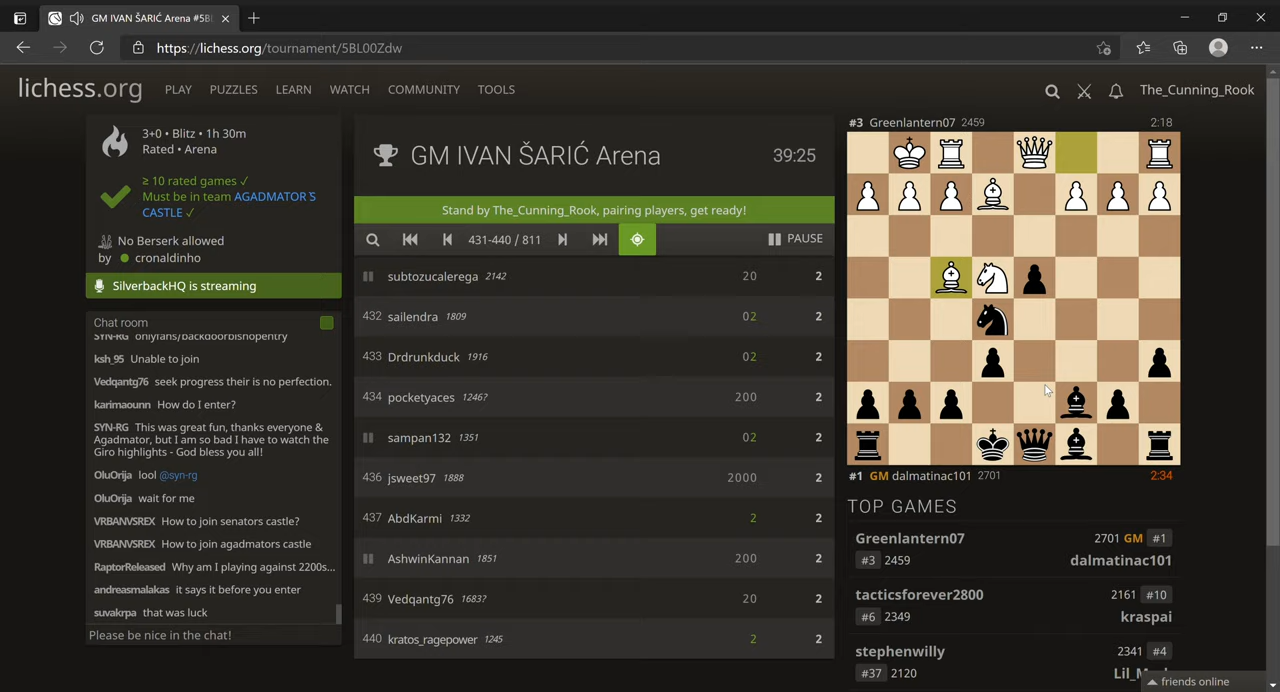 GM IVAN ŠARIĆ Arena #5BL
https://lichess.org/tournament/5BL00Zdw
lichess.org PLAY PUZZLES LEARN WATCH COMMUNITY TOOLS The_Cunning_Rook
3+0 • Blitz • 1h 30m
Rated • Arena
≥ 10 rated games ✓
Must be in team AGADMATOR'S
CASTLE ✓
No Berserk allowed
by cronaldinho
SilverbackHQ is streaming
Chat room
SYN-RG onlyfans/backdoorbishopentry
ksh_95 Unable to join
Vedqantg76 seek progress their is no perfection.
karimaounn How do I enter?
SYN-RG This was great fun, thanks everyone &
Agadmator, but I am so bad I have to watch the
Giro highlights - God bless you all!
OluOrija lool @syn-rg
OluOrija wait for me
VRBANVSREX How to join senators castle?
VRBANVSREX How to join agadmators castle
RaptorReleased Why am I playing against 2200s...
andreasmalakas it says it before you enter
suvakrpa that was luck
Please be nice in the chat!
GM IVAN ŠARIĆ Arena 39:25
Stand by The_Cunning_Rook, pairing players, get ready!
431-440 / 811 PAUSE
subtozucalerega 2142 20 2
432 sailendra 1809 02 2
433 Drdrunkduck 1916 02 2
434 pocketyaces 1246? 200 2
sampan132 1351 02 2
436 jsweet97 1888 2000 2
437 AbdKarmi 1332 2 2
AshwinKannan 1851 200 2
439 Vedqantg76 1683? 20 2
440 kratos_ragepower 1245 2 2
#3 Greenlantern07 2459 2:18
#1 GM dalmatinac101 2701 2:34
TOP GAMES
Greenlantern07 2701 GM #1
#3 2459 dalmatinac101
tacticsforever2800 2161 #10
#6 2349 kraspai
stephenwilly 2341 #4
#37 2120
friends online